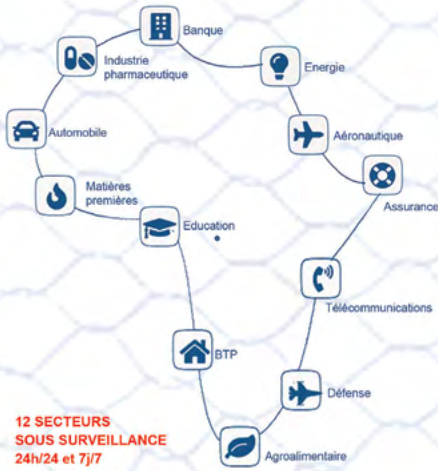 Banque
Industrie
pharmaceutique
Energie
Automobile
Aéronautique
Matières
premières
Assurance
Education
Télécommunications
BTP
Défense
12 SECTEURS
SOUS SURVEILLANCE
24h/24 et 7j/7
Agroalimentaire